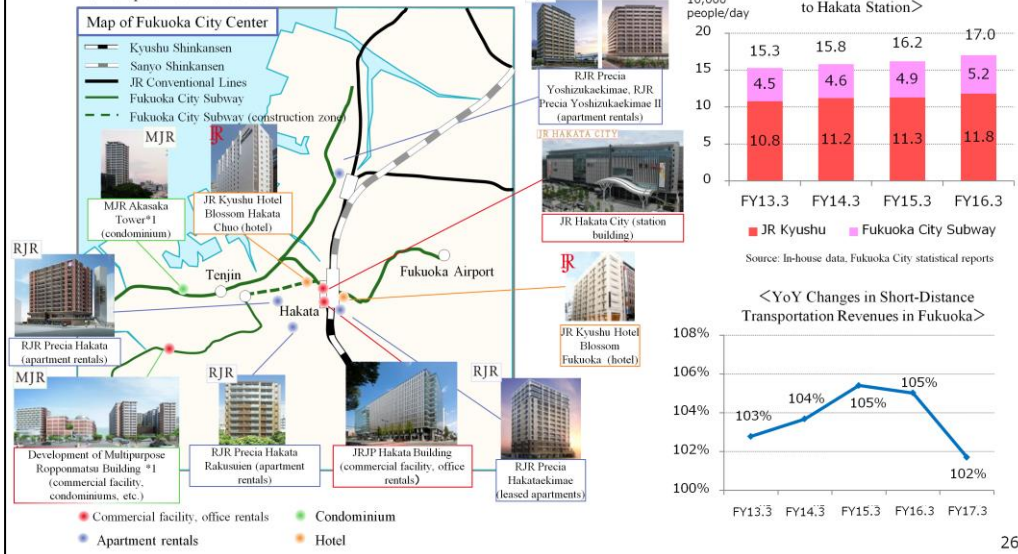 Map of Fukuoka City Center
Kyushu Shinkansen
Sanyo Shinkansen
JR Conventional Lines
Fukuoka City Subway
Fukuoka City Subway (construction zone)
MJR
JR
MJR Akasaka
Tower*1
(condominium)
JR Kyushu Hotel
Blossom Hakata
Chuo (hotel)
RJR Precia
Yoshizukaekimae, RJR
Precia Yoshizukaekimae II
(apartment rentals)
JR HAKATA CITY
JR Hakata City (station
building)
RJR
RJR Precia Hakata
(apartment rentals)
Tenjin
Hakata
Fukuoka Airport
JR
JR Kyushu Hotel
Blossom
Fukuoka (hotel)
MJR
Development of Multipurpose
Ropponmatsu Building *1
(commercial facility,
condominiums, etc.)
RJR
RJR Precia Hakata
Rakusuien (apartment
rentals)
JRJP Hakata Building
(commercial facility, office
rentals)
RJR
RJR Precia
Hakataekimae
(leased apartments)
Commercial facility, office rentals
Condominium
Apartment rentals
Hotel
people/day
to Hakata Station>
20
15
10
5
0
15.3
15.8
16.2
17.0
4.5
4.6
4.9
5.2
10.8
11.2
11.3
11.8
FY13.3
FY14.3
FY15.3
FY16.3
JR Kyushu
Fukuoka City Subway
Source: In-house data, Fukuoka City statistical reports
<YoY Changes in Short-Distance
Transportation Revenues in Fukuoka>
108%
106%
104%
102%
100%
103%
104%
105%
105%
102%
FY13.3
FY14.3
FY15.3
FY16.3
FY17.3
26